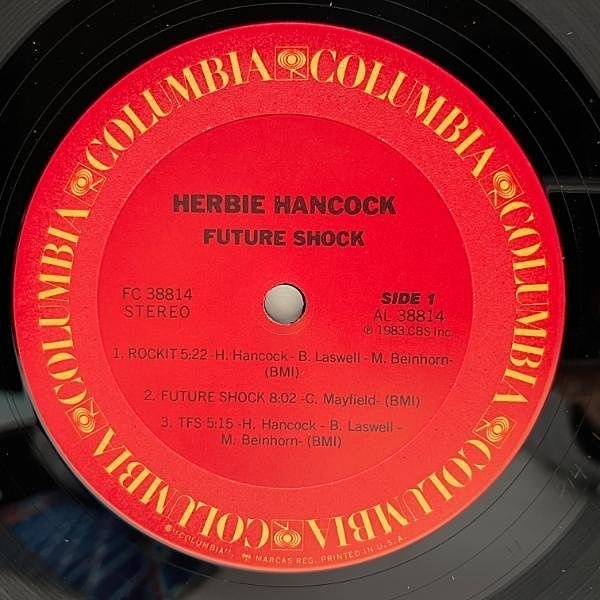 COLUMBIA COLUMBIA COLUMBIA COLUMBIA COLUMBIA COLUMBIA
HERBIE HANCOCK
FUTURE SHOCK
FC 38814
STEREO
SIDE 1
AL 38814
℗ 1983 CBS Inc.
1. ROCKIT 5:22 -H. Hancock - B. Laswell - M. Beinhorn-
(BMI)
2. FUTURE SHOCK 8:02 -C. Mayfield- (BMI)
3. TFS 5:15 -H. Hancock - B. Laswell -
M. Beinhorn- (BMI)
"COLUMBIA", MARCAS REG. PRINTED IN U.S.A.